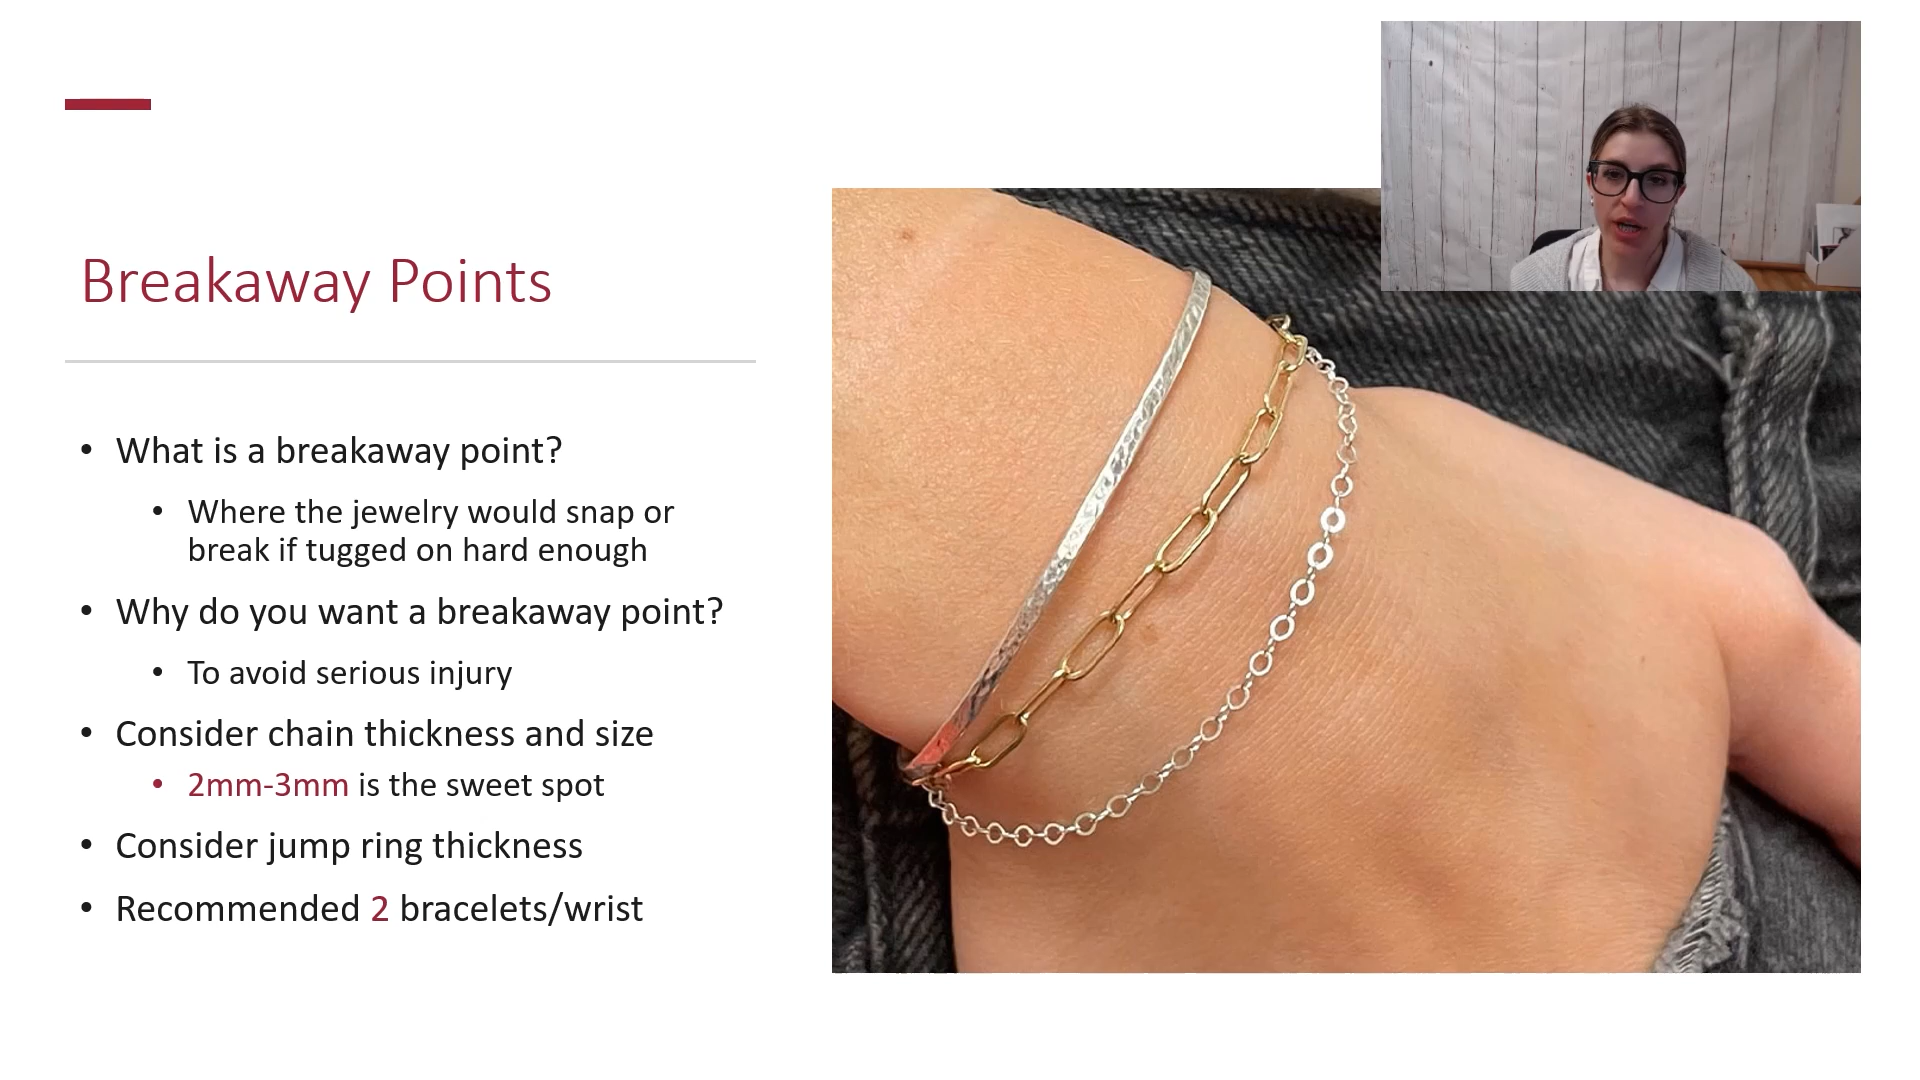 Breakaway Points
• What is a breakaway point?
• Where the jewelry would snap or
break if tugged on hard enough
• Why do you want a breakaway point?
• To avoid serious injury
• Consider chain thickness and size
• 2mm-3mm is the sweet spot
• Consider jump ring thickness
• Recommended 2 bracelets/wrist